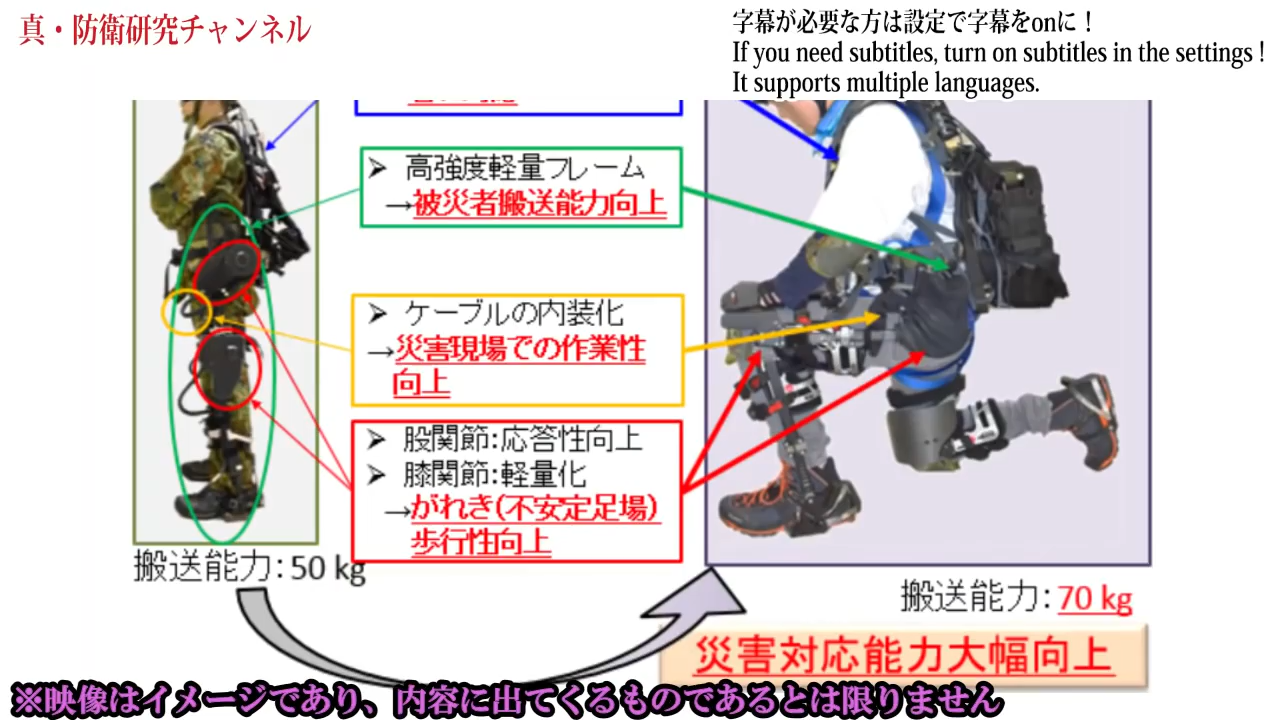 真・防衛研究チャンネル
字幕が必要な方は設定で字幕をonに！
If you need subtitles, turn on subtitles in the settings !
It supports multiple languages.
➢ 高強度軽量フレーム
→被災者搬送能力向上
➢ ケーブルの内装化
→災害現場での作業性
向上
➢ 股関節:応答性向上
➢ 膝関節:軽量化
→がれき(不安定足場)
歩行性向上
搬送能力:50 kg
搬送能力:70 kg
災害対応能力大幅向上
※映像はイメージであり、内容に出てくるものであるとは限りません